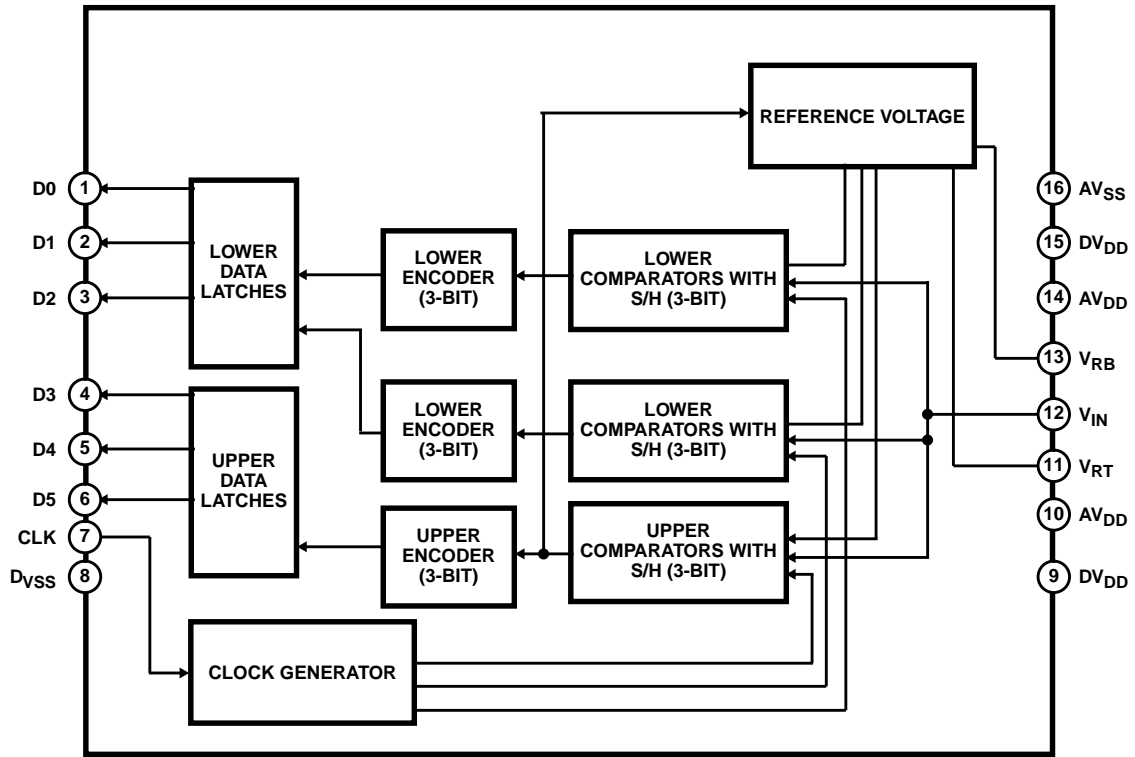 REFERENCE VOLTAGE
D0
1
D1
2
D2
3
D3
4
D4
5
D5
6
CLK
7
DVSS
8
LOWER
DATA
LATCHES
UPPER
DATA
LATCHES
LOWER
ENCODER
(3-BIT)
LOWER
ENCODER
(3-BIT)
UPPER
ENCODER
(3-BIT)
LOWER
COMPARATORS WITH
S/H (3-BIT)
LOWER
COMPARATORS WITH
S/H (3-BIT)
UPPER
COMPARATORS WITH
S/H (3-BIT)
CLOCK GENERATOR
16
AVSS
15
DVDD
14
AVDD
13
VRB
12
VIN
11
VRT
10
AVDD
9
DVDD